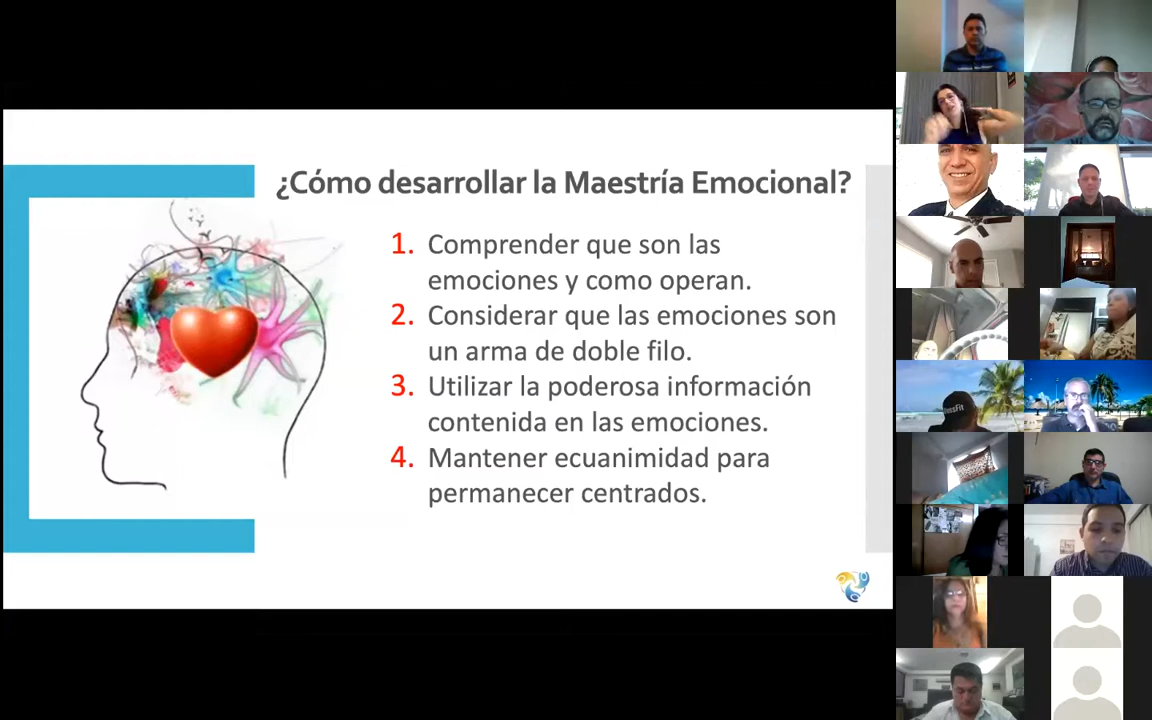 ¿Cómo desarrollar la Maestría Emocional?
1. Comprender que son las
emociones y como operan.
2. Considerar que las emociones son
un arma de doble filo.
3. Utilizar la poderosa información
contenida en las emociones.
4. Mantener ecuanimidad para
permanecer centrados.